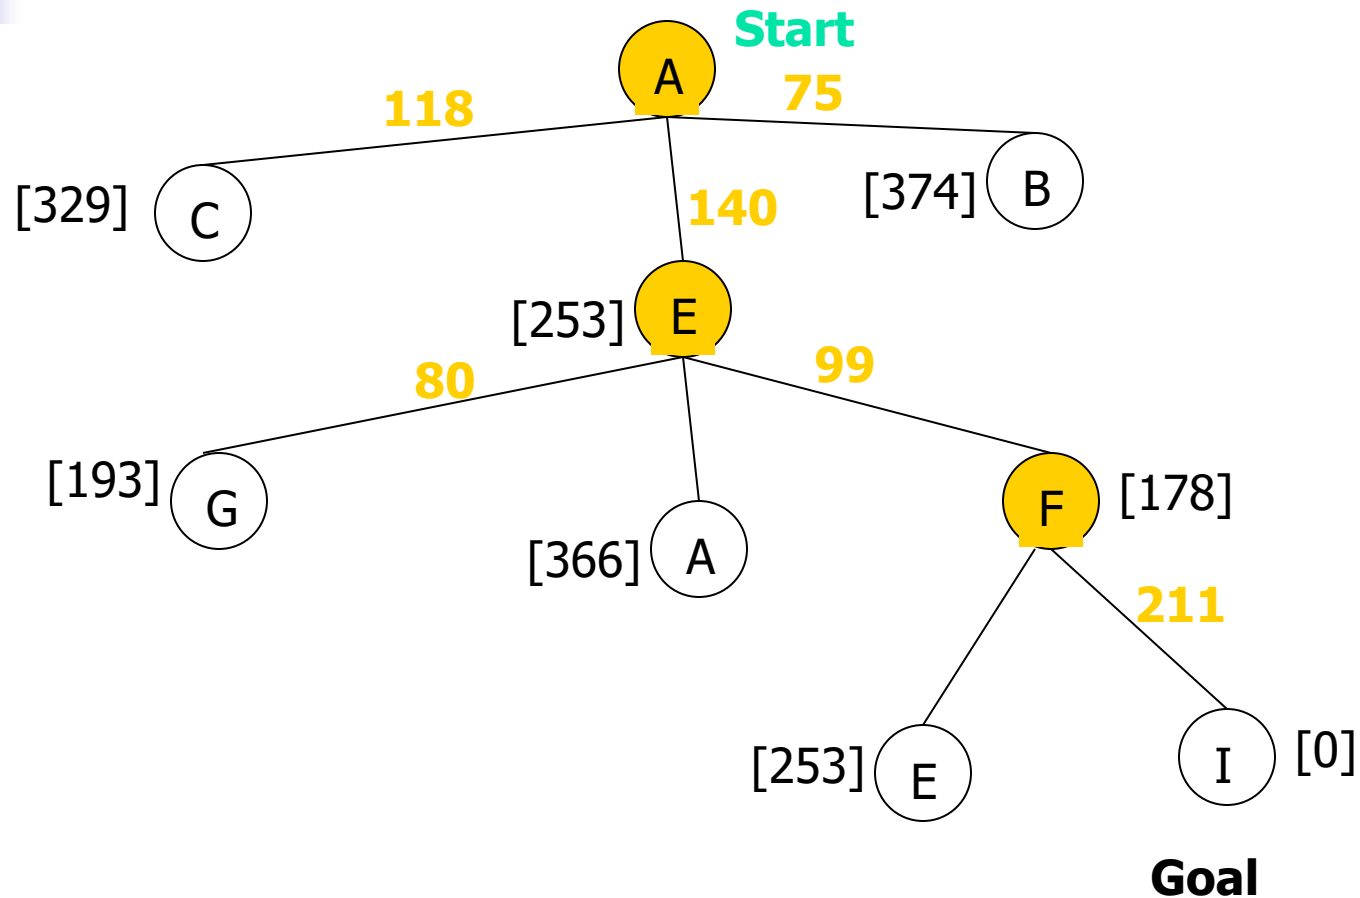 Start
A
75
118
[329]
C
[374]
B
140
[253]
E
80
99
[193]
G
[366]
A
F
[178]
211
[253]
E
I
[0]
Goal